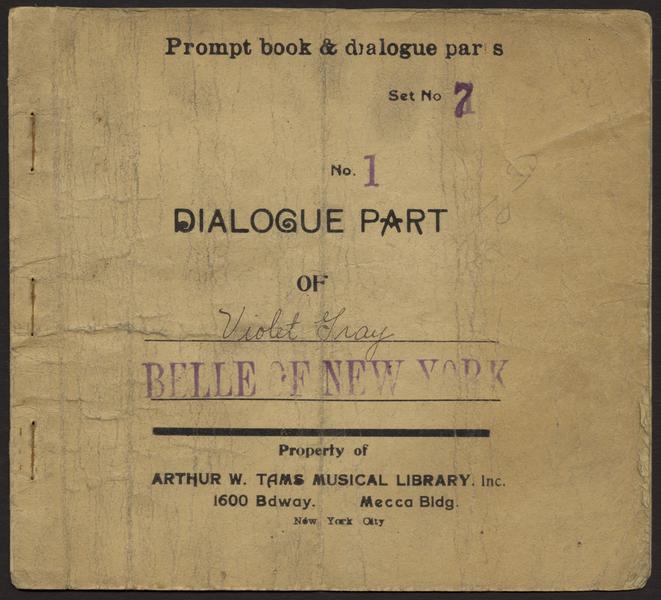 Prompt book & dialogue parts
Set No 7
No. 1
DIALOGUE PART
OF
Violet Gray
BELLE OF NEW YORK
Property of
ARTHUR W. TAMS MUSICAL LIBRARY. Inc.
1600 Bdway. Mecca Bldg.
New York City